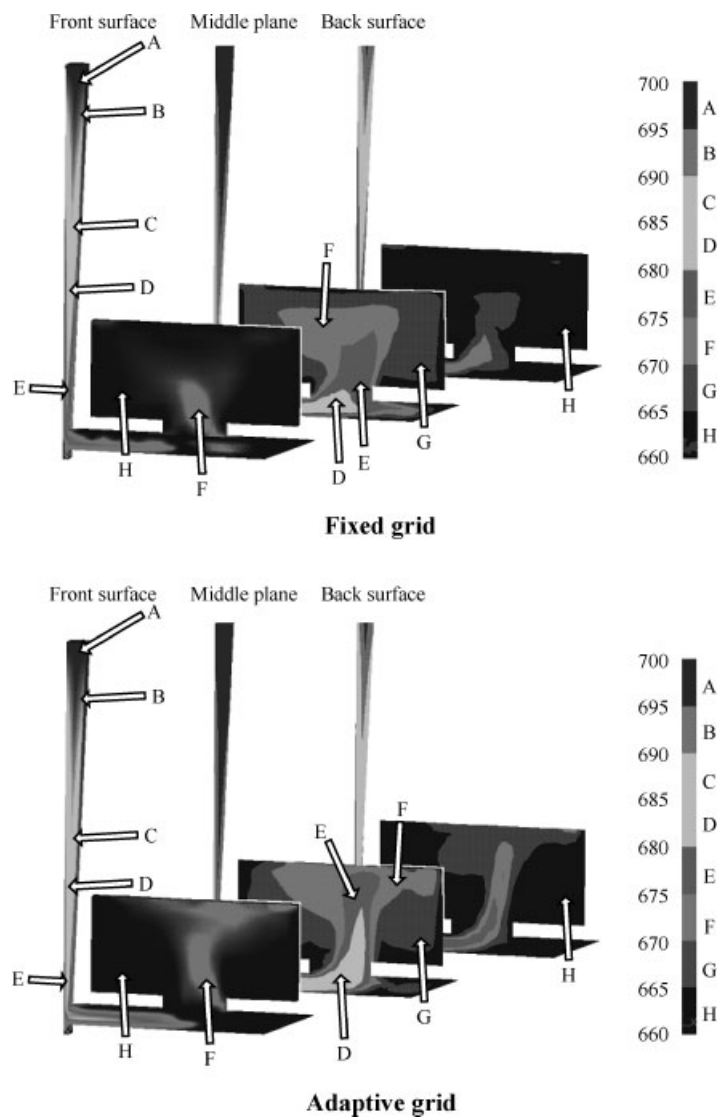 Front surface Middle plane Back surface
A
B
C
D
E
F
H
F
D
E
G
H
700
695
690
685
680
675
670
665
660
A
B
C
D
E
F
G
H
Fixed grid
Front surface Middle plane Back surface
A
B
C
D
E
E
F
H
F
D
G
H
700
695
690
685
680
675
670
665
660
A
B
C
D
E
F
G
H
Adaptive grid